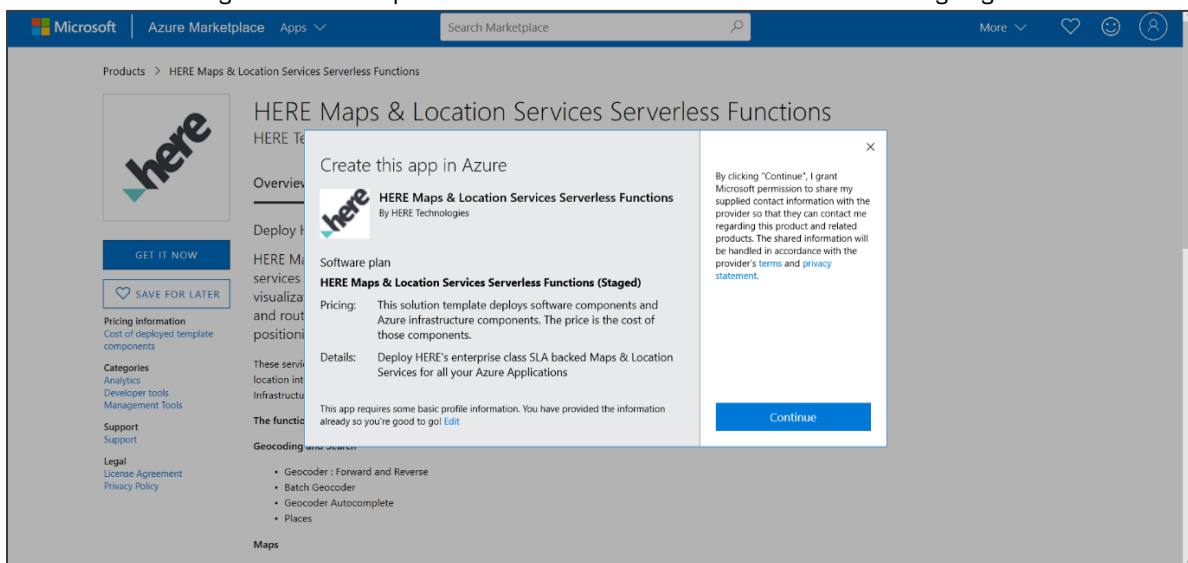 Microsoft Azure Marketplace Apps Search Marketplace More
Products > HERE Maps & Location Services Serverless Functions
here
HERE Maps & Location Services Serverless Functions
HERE
Overview
Deploy
HERE
services
and
GET IT NOW
SAVE FOR LATER
Pricing information
Cost of deployed template
components
Categories
Analytics
Developer tools
Management Tools
Support
Support
Legal
License Agreement
Privacy Policy
These
location
The
Geocoding and Search
• Geocoder : Forward and Reverse
• Batch Geocoder
• Geocoder Autocomplete
• Places
Maps
Create this app in Azure
here
HERE Maps & Location Services Serverless Functions
By HERE Technologies
Software plan
HERE Maps & Location Services Serverless Functions (Staged)
Pricing: This solution template deploys software components and
Azure infrastructure components. The price is the cost of
those components.
Details: Deploy HERE's enterprise class SLA backed Maps & Location
Services for all your Azure Applications
This app requires some basic profile information. You have provided the information
already so you're good to go! Edit
By clicking "Continue", I grant
Microsoft permission to share my
supplied contact information with the
provider so that they can contact me
regarding this product and related
products. The shared information will
be handled in accordance with the
provider's terms and privacy
statement.
Continue